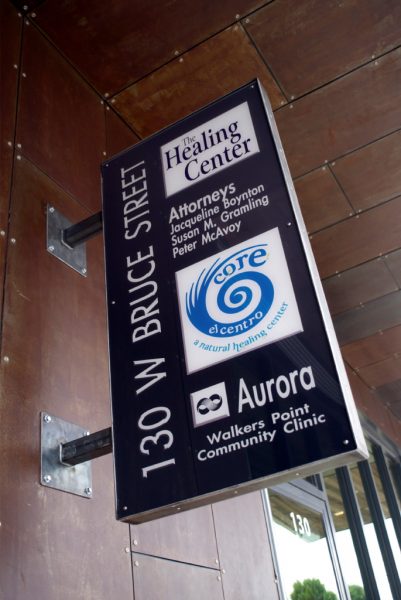 130 W BRUCE STREET
The
Healing
Center
Attorneys
Jacqueline Boynton
Susan M. Gramling
Peter McAvoy
core
el centro
a natural healing center
Aurora
Walkers Point
Community Clinic
130